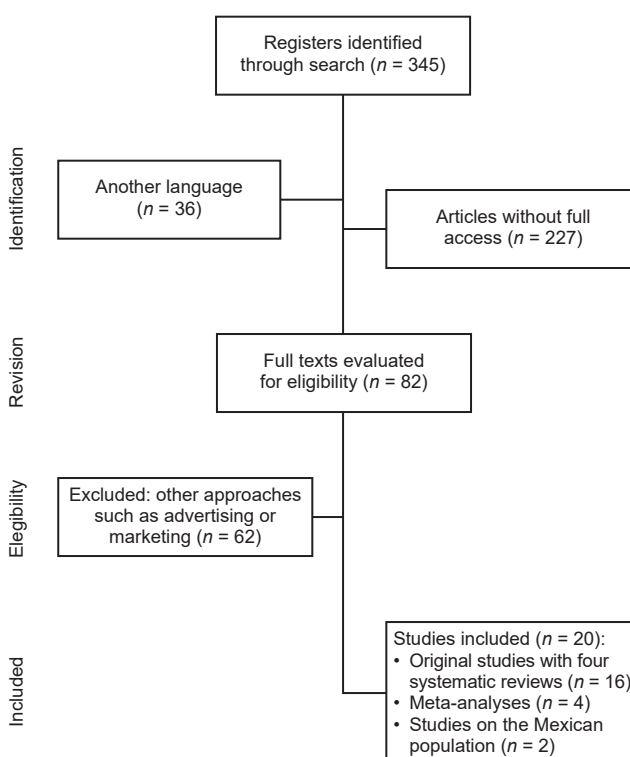 Registers identified
through search (n = 345)
Identification
Another language
(n = 36)
Articles without full
access (n = 227)
Revision
Full texts evaluated
for eligibility (n = 82)
Elegibility
Excluded: other approaches
such as advertising or
marketing (n = 62)
Included
Studies included (n = 20):
• Original studies with four
systematic reviews (n = 16)
• Meta-analyses (n = 4)
• Studies on the Mexican
population (n = 2)